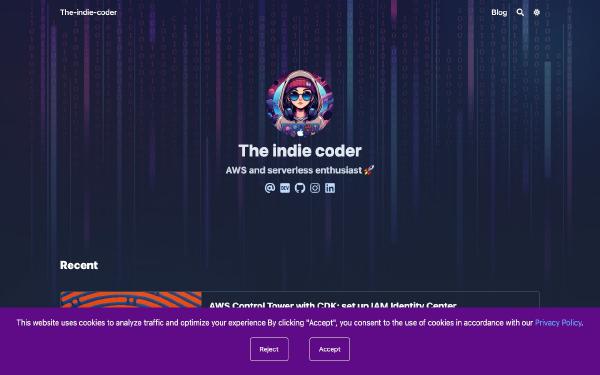 The-indie-coder
Blog
The indie coder
AWS and serverless enthusiast 🚀
DEV
Recent
AWS Control Tower with CDK: set up IAM Identity Center
This website uses cookies to analyze traffic and optimize your experience By clicking "Accept", you consent to the use of cookies in accordance with our Privacy Policy.
Reject
Accept